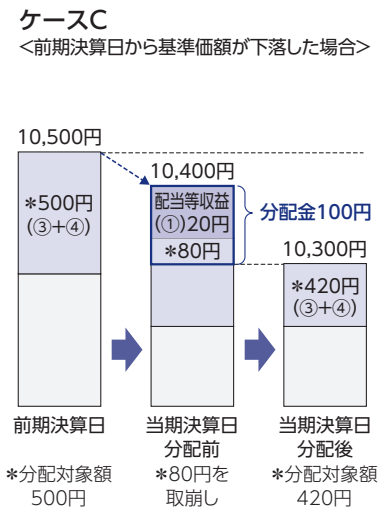 ケースC
<前期決算日から基準価額が下落した場合>
10,500円
10,400円
*500円
(③+④)
配当等収益
(①)20円
*80円
分配金100円
10,300円
*420円
(③+④)
前期決算日
当期決算日
分配前
当期決算日
分配後
*分配対象額
500円
*80円を
取崩し
*分配対象額
420円